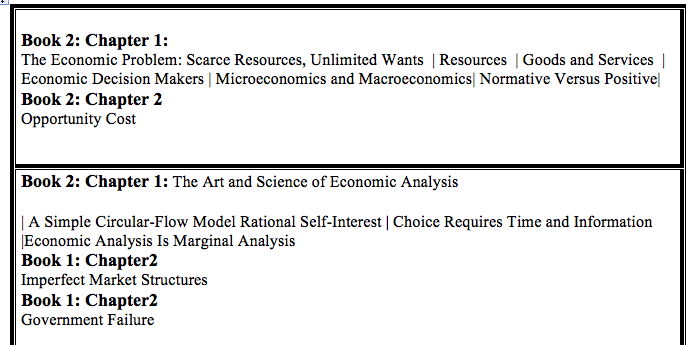 Book 2: Chapter 1:
The Economic Problem: Scarce Resources, Unlimited Wants | Resources | Goods and Services |
Economic Decision Makers | Microeconomics and Macroeconomics| Normative Versus Positive|
Book 2: Chapter 2
Opportunity Cost
Book 2: Chapter 1: The Art and Science of Economic Analysis
| A Simple Circular-Flow Model Rational Self-Interest | Choice Requires Time and Information
|Economic Analysis Is Marginal Analysis
Book 1: Chapter2
Imperfect Market Structures
Book 1: Chapter2
Government Failure